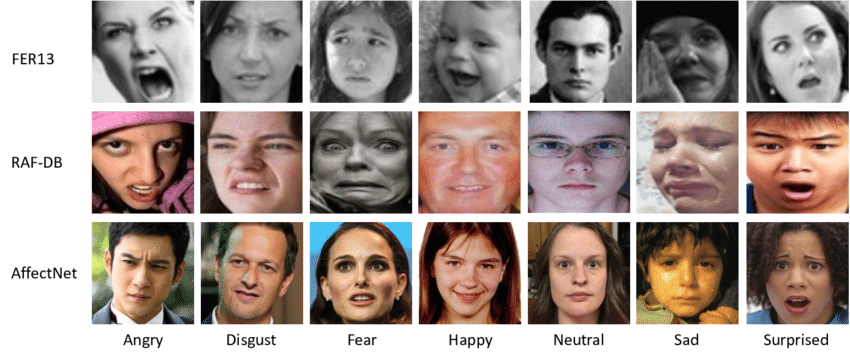 FER13
RAF-DB
AffectNet
Angry Disgust Fear Happy Neutral Sad Surprised